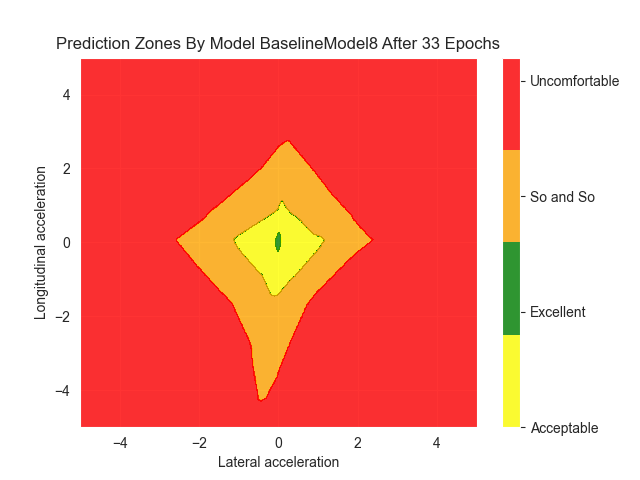 Prediction Zones By Model BaselineModel8 After 33 Epochs
4
2
0
−2
−4
−4
−2
0
2
4
Longitudinal acceleration
Lateral acceleration
Uncomfortable
So and So
Excellent
Acceptable